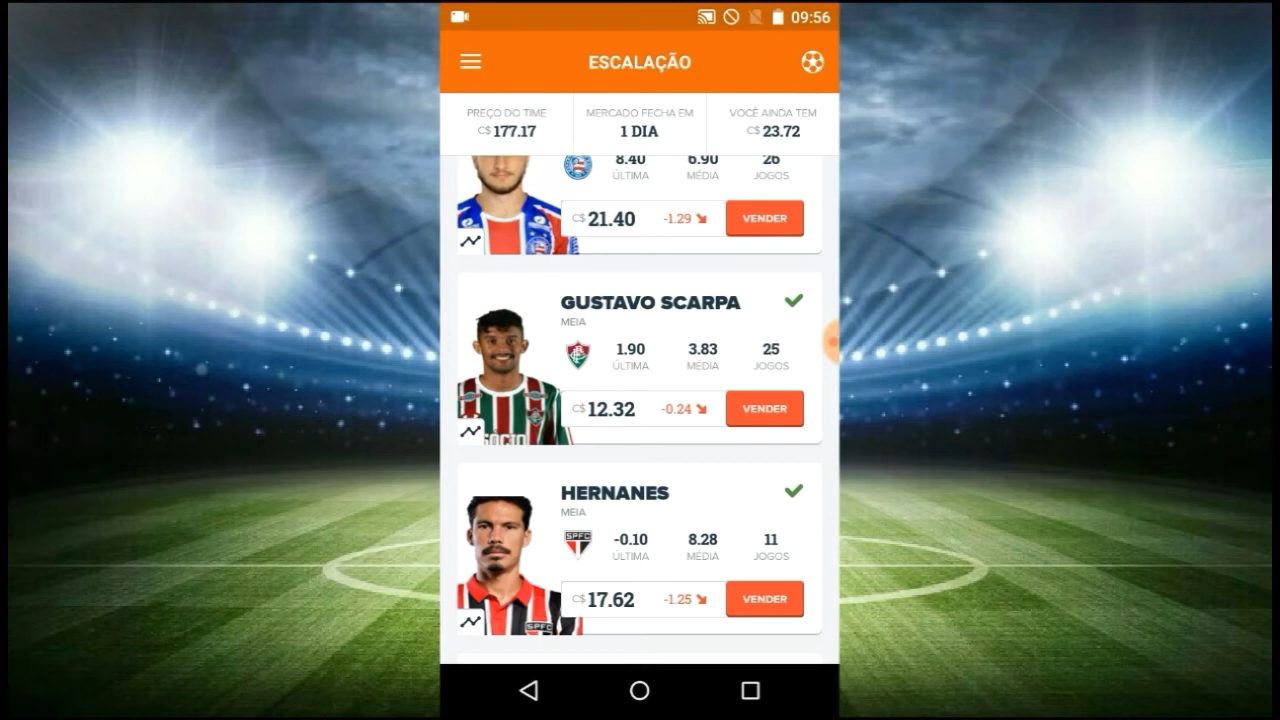 09:56
ESCALAÇÃO
PREÇO DO TIME MERCADO FECHA EM VOCÊ AINDA TEM
C$ 177.17 1 DIA C$ 23.72
8.40 6.90 26
ÚLTIMA MÉDIA JOGOS
C$ 21.40 -1.29 VENDER
GUSTAVO SCARPA
MEIA
1.90 3.83 25
ÚLTIMA MÉDIA JOGOS
C$ 12.32 -0.24 VENDER
HERNANES
MEIA
SPFC -0.10 8.28 11
ÚLTIMA MÉDIA JOGOS
C$ 17.62 -1.25 VENDER
SPFC